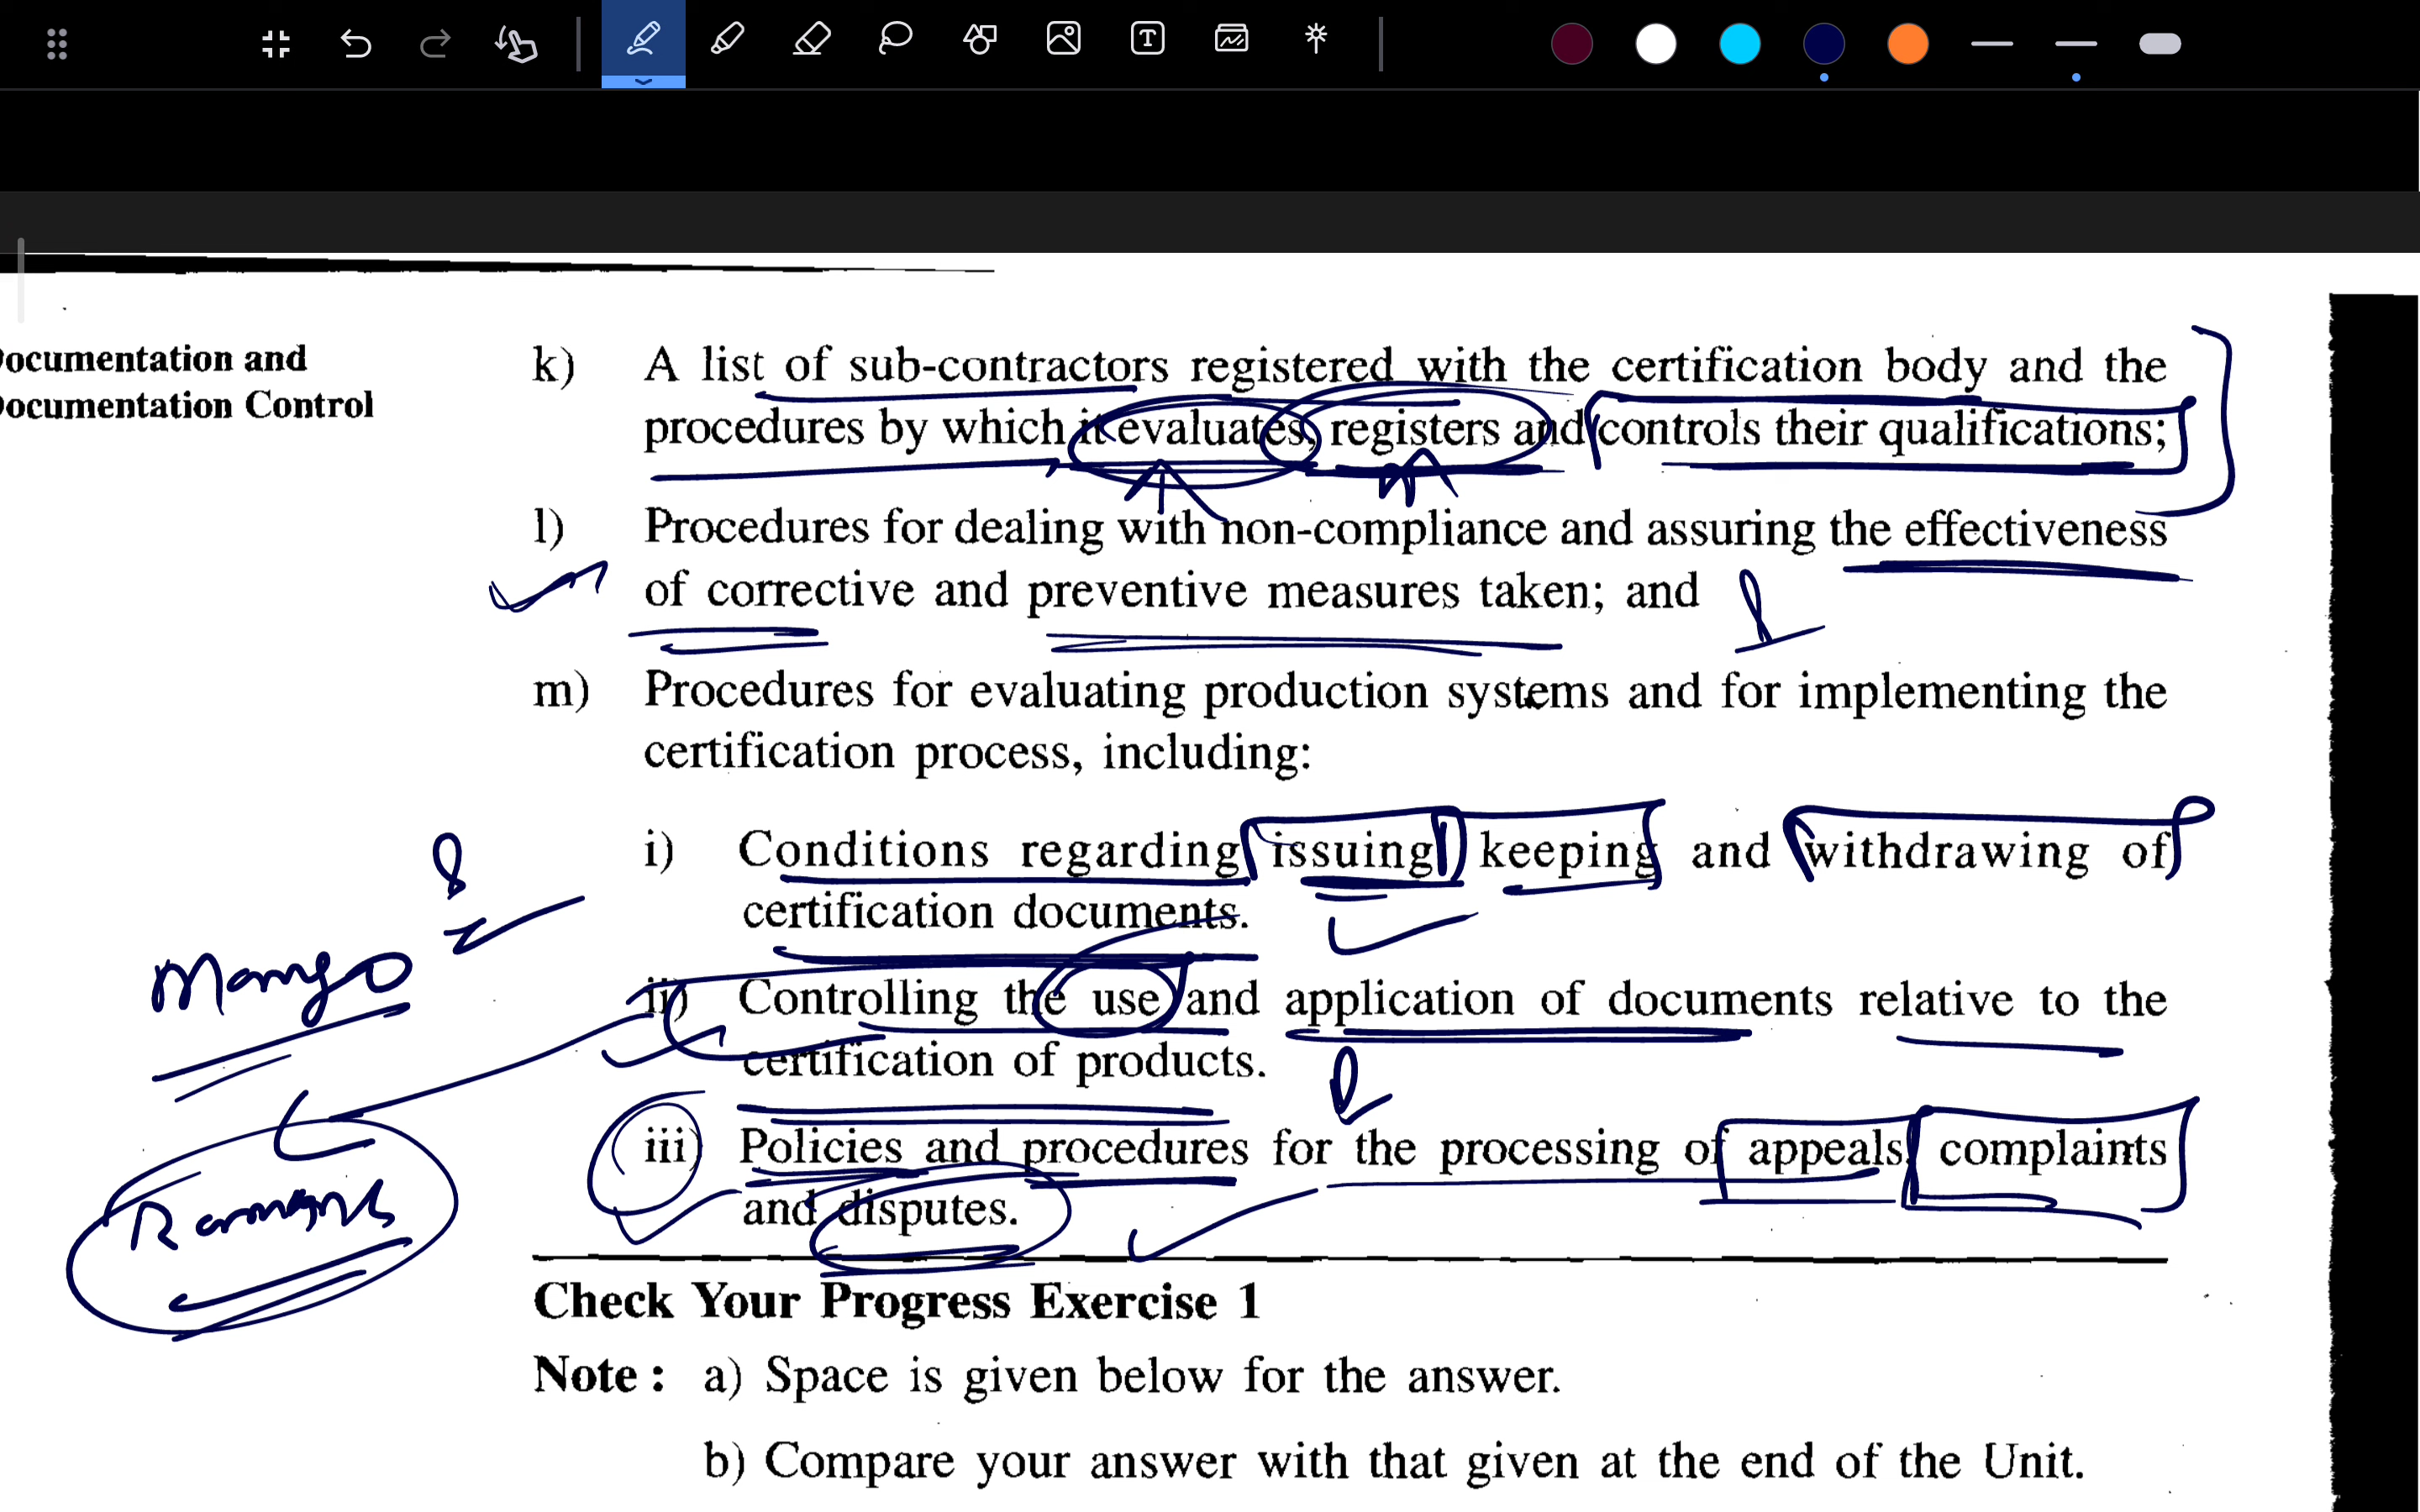 ocumentation and
ocumentation Control
k) A list of sub-contractors registered with the certification body and the
procedures by which it evaluates, registers and controls their qualifications;
l) Procedures for dealing with non-compliance and assuring the effectiveness
of corrective and preventive measures taken; and
m) Procedures for evaluating production systems and for implementing the
certification process, including:
i) Conditions regarding issuing, keeping and withdrawing of
certification documents.
Mango
ii) Controlling the use and application of documents relative to the
certification of products.
iii) Policies and procedures for the processing of appeals, complaints
and disputes.
Check Your Progress Exercise 1
Note : a) Space is given below for the answer.
b) Compare your answer with that given at the end of the Unit.